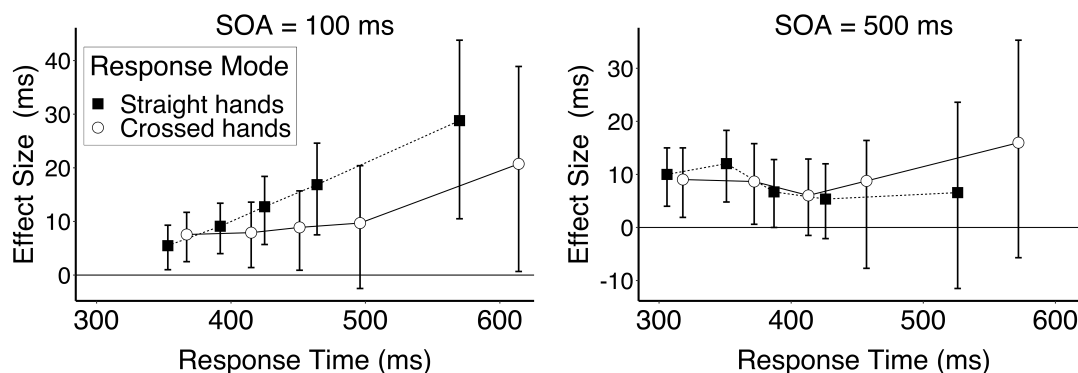 SOA = 100 ms
Effect Size (ms)
40
30
20
10
0
Response Mode
Straight hands
Crossed hands
300
400
500
600
Response Time (ms)
SOA = 500 ms
Effect Size (ms)
30
20
10
0
-10
300
400
500
600
Response Time (ms)